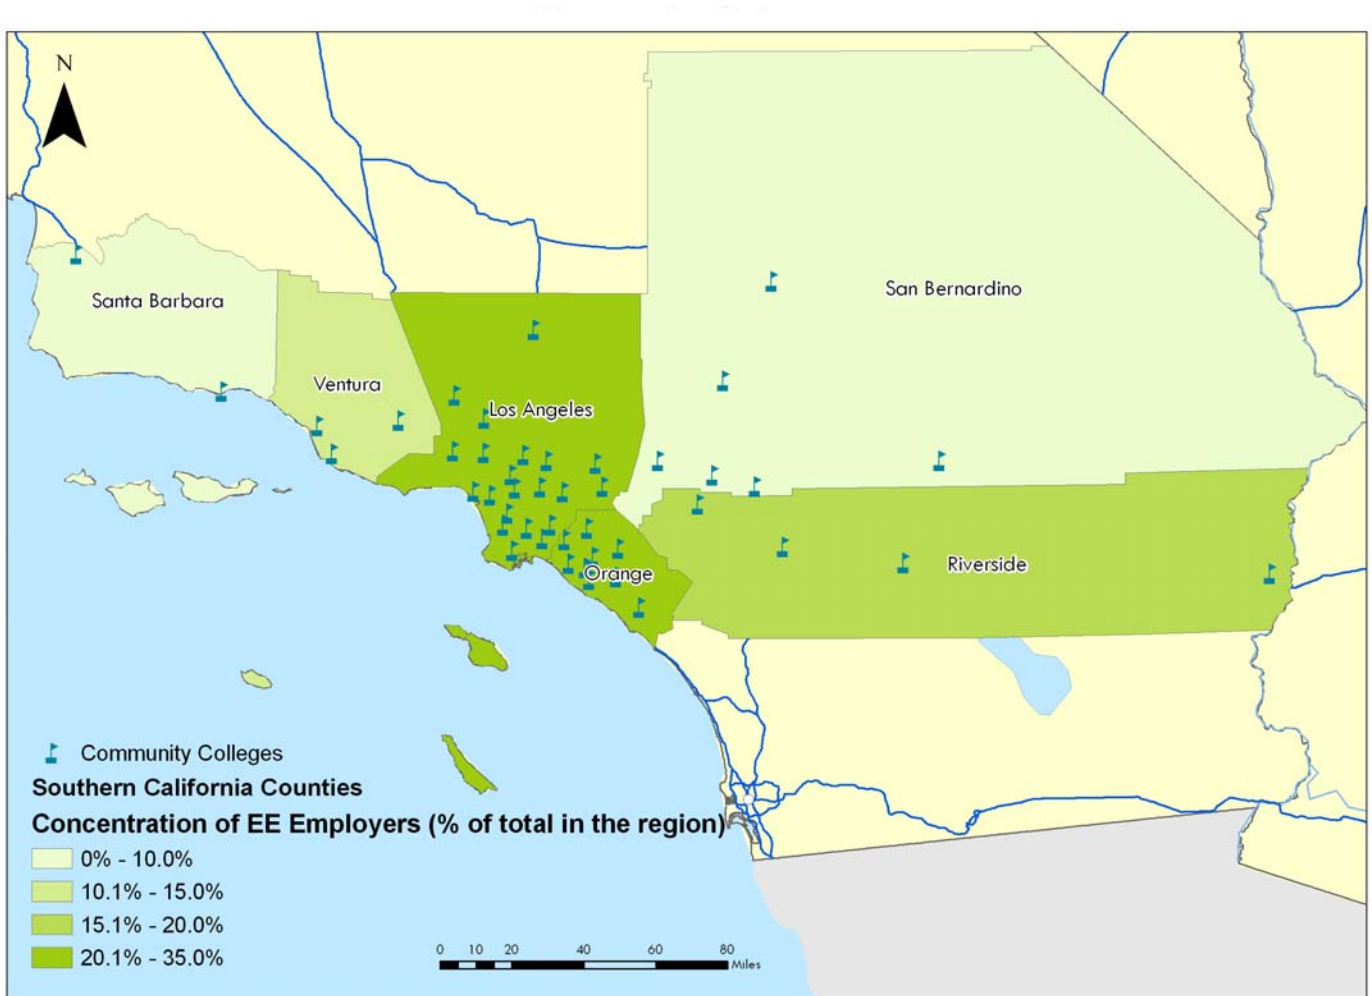 N
Santa Barbara
San Bernardino
Ventura
Los Angeles
Riverside
Orange
Community Colleges
Southern California Counties
Concentration of EE Employers (% of total in the region)
0% - 10.0%
10.1% - 15.0%
15.1% - 20.0%
20.1% - 35.0%
0 10 20 40 60 80
Miles